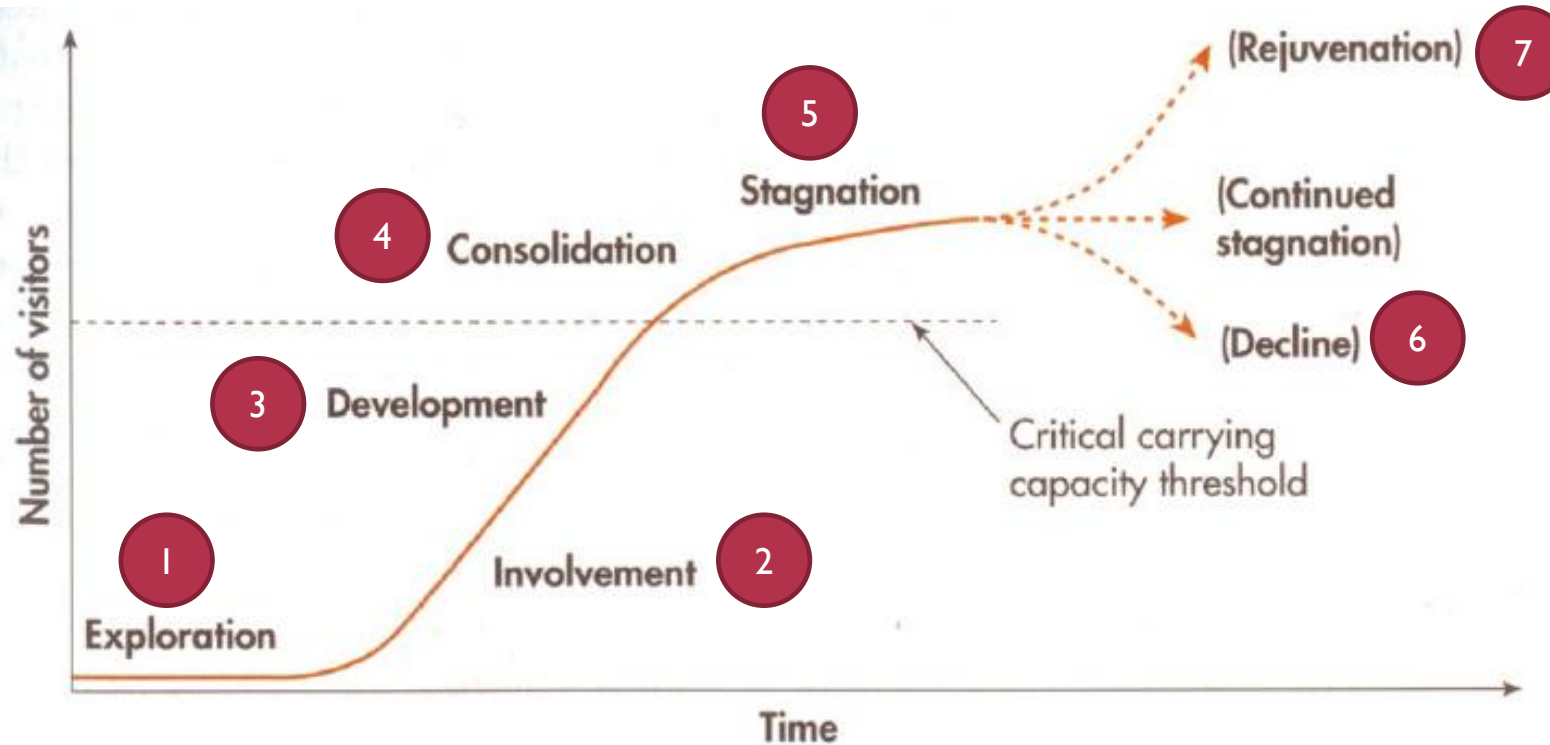 (Rejuvenation) 7
5
Stagnation
(Continued
stagnation)
4 Consolidation
(Decline) 6
3 Development
Critical carrying
capacity threshold
1
Involvement 2
Exploration
Number of visitors
Time